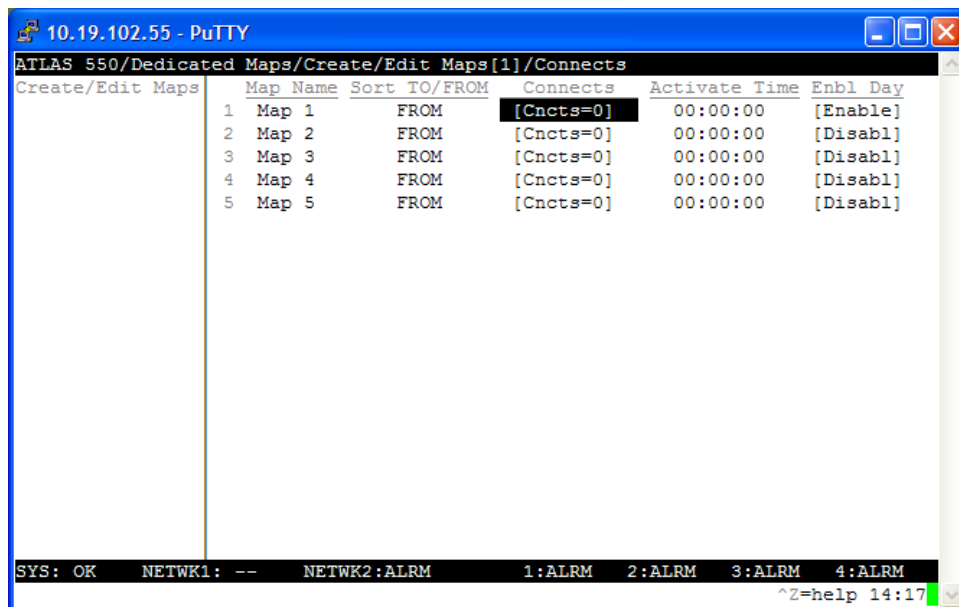 10.19.102.55 - PuTTY
ATLAS 550/Dedicated Maps/Create/Edit Maps[1]/Connects
Create/Edit Maps Map Name Sort TO/FROM Connects Activate Time Enbl Day
1 Map 1 FROM [Cncts=0] 00:00:00 [Enable]
2 Map 2 FROM [Cncts=0] 00:00:00 [Disabl]
3 Map 3 FROM [Cncts=0] 00:00:00 [Disabl]
4 Map 4 FROM [Cncts=0] 00:00:00 [Disabl]
5 Map 5 FROM [Cncts=0] 00:00:00 [Disabl]
SYS: OK NETWK1: -- NETWK2:ALRM 1:ALRM 2:ALRM 3:ALRM 4:ALRM
^Z=help 14:17